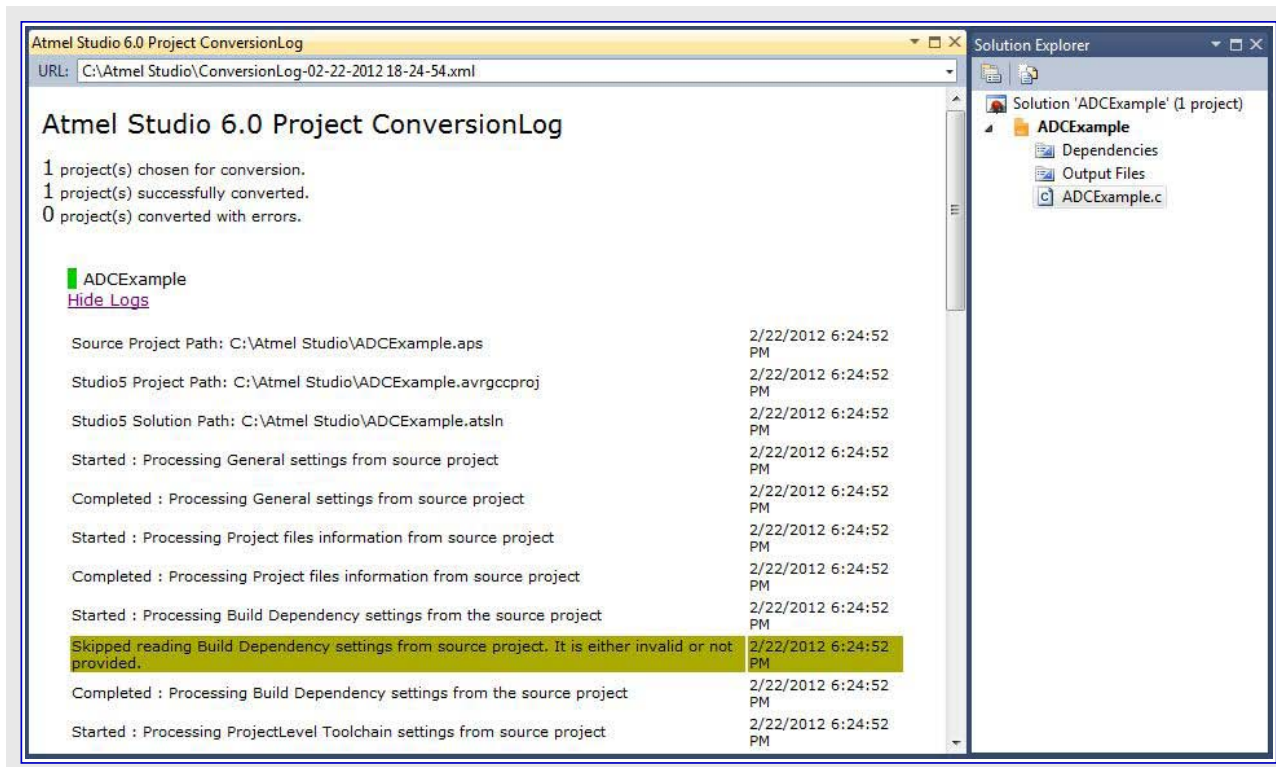 Atmel Studio 6.0 Project ConversionLog
URL: C:\Atmel Studio\ConversionLog-02-22-2012 18-24-54.xml
Atmel Studio 6.0 Project ConversionLog
1 project(s) chosen for conversion.
1 project(s) successfully converted.
0 project(s) converted with errors.
ADCExample
Hide Logs
Source Project Path: C:\Atmel Studio\ADCExample.aps 2/22/2012 6:24:52
PM
Studio5 Project Path: C:\Atmel Studio\ADCExample.avrgccproj 2/22/2012 6:24:52
PM
Studio5 Solution Path: C:\Atmel Studio\ADCExample.atsln 2/22/2012 6:24:52
PM
Started : Processing General settings from source project 2/22/2012 6:24:52
PM
Completed : Processing General settings from source project 2/22/2012 6:24:52
PM
Started : Processing Project files information from source project 2/22/2012 6:24:52
PM
Completed : Processing Project files information from source project 2/22/2012 6:24:52
PM
Started : Processing Build Dependency settings from the source project 2/22/2012 6:24:52
PM
Skipped reading Build Dependency settings from source project. It is either invalid or not 2/22/2012 6:24:52
provided. PM
Completed : Processing Build Dependency settings from the source project 2/22/2012 6:24:52
PM
Started : Processing ProjectLevel Toolchain settings from source project 2/22/2012 6:24:52
PM
Solution Explorer
Solution 'ADCExample' (1 project)
ADCExample
Dependencies
Output Files
ADCExample.c